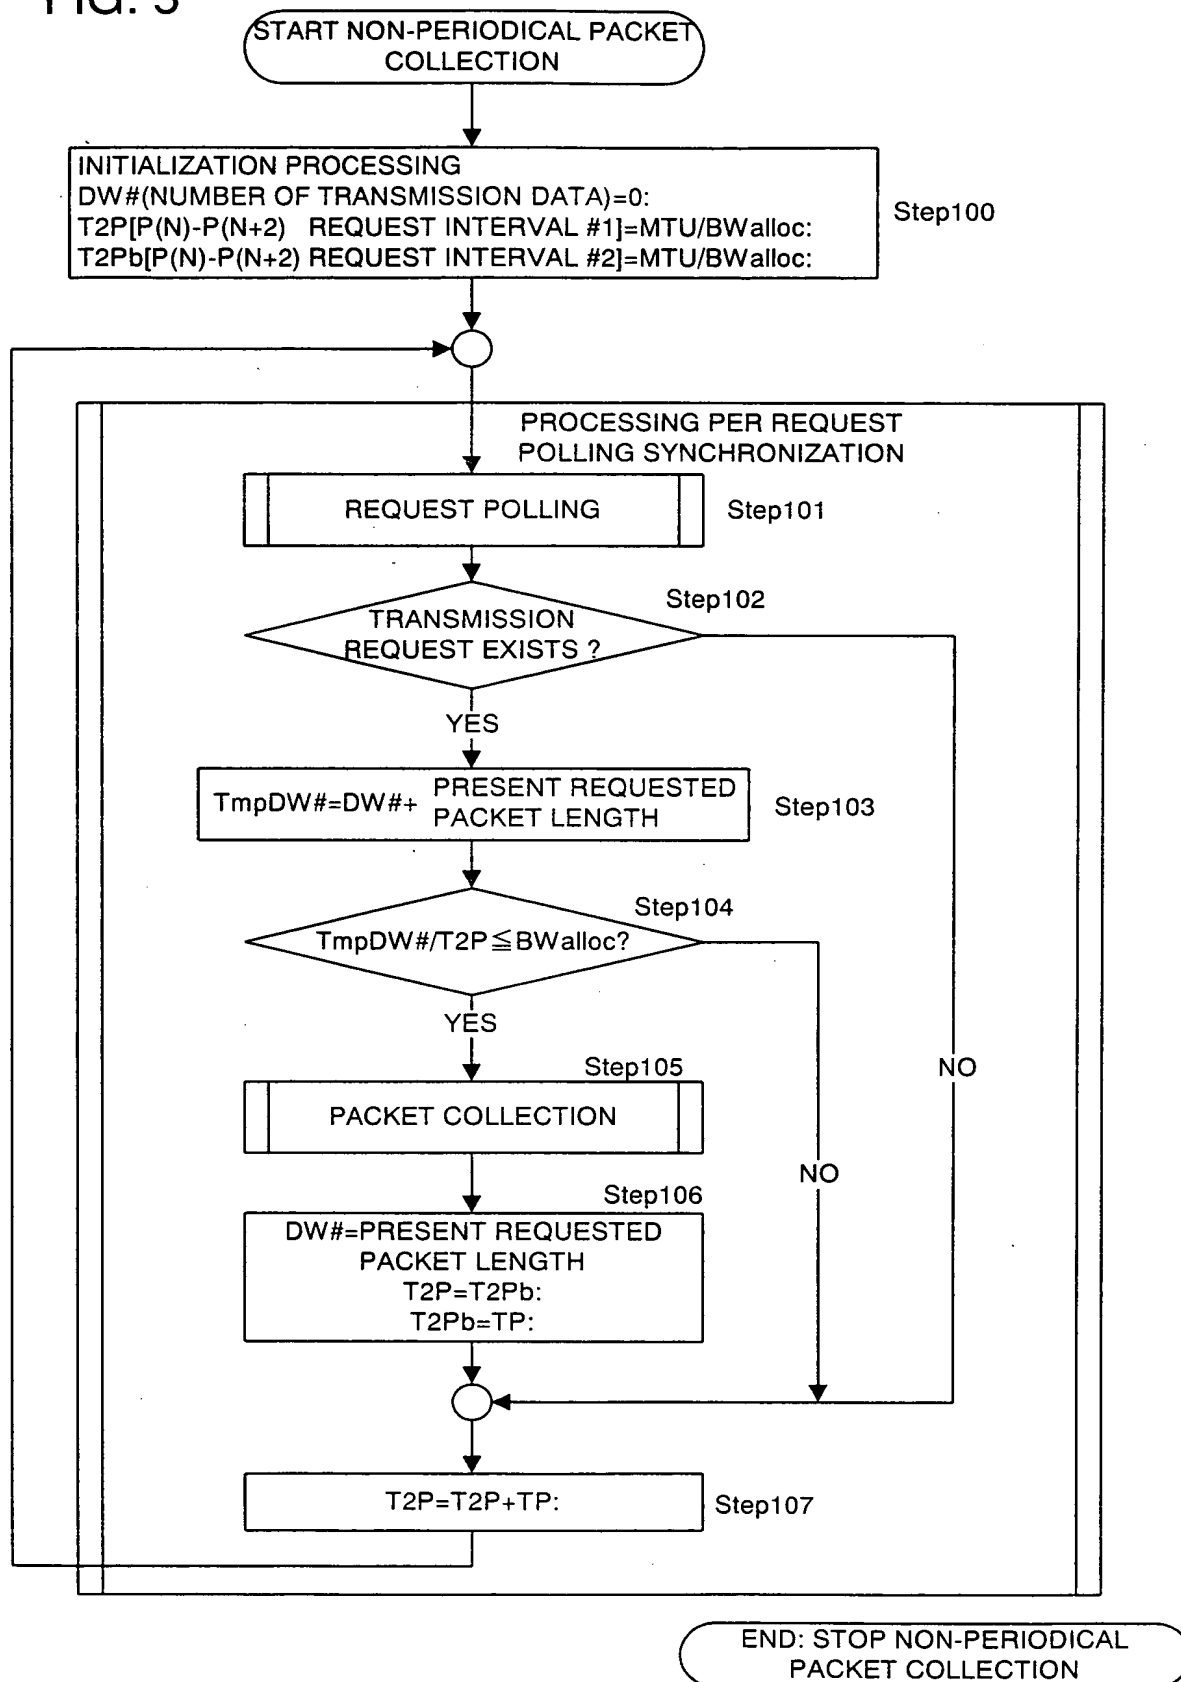 FIG. 3
START NON-PERIODICAL PACKET
COLLECTION
INITIALIZATION PROCESSING
DW#(NUMBER OF TRANSMISSION DATA)=0:
T2P[P(N)-P(N+2) REQUEST INTERVAL #1]=MTU/BWalloc:
T2Pb[P(N)-P(N+2) REQUEST INTERVAL #2]=MTU/BWalloc:
Step100
PROCESSING PER REQUEST
POLLING SYNCHRONIZATION
REQUEST POLLING
Step101
Step102
TRANSMISSION
REQUEST EXISTS ?
YES
TmpDW#=DW#+ PRESENT REQUESTED
PACKET LENGTH
Step103
Step104
TmpDW#/T2P≦BWalloc?
YES
Step105
NO
PACKET COLLECTION
NO
Step106
DW#=PRESENT REQUESTED
PACKET LENGTH
T2P=T2Pb:
T2Pb=TP:
T2P=T2P+TP:
Step107
END: STOP NON-PERIODICAL
PACKET COLLECTION